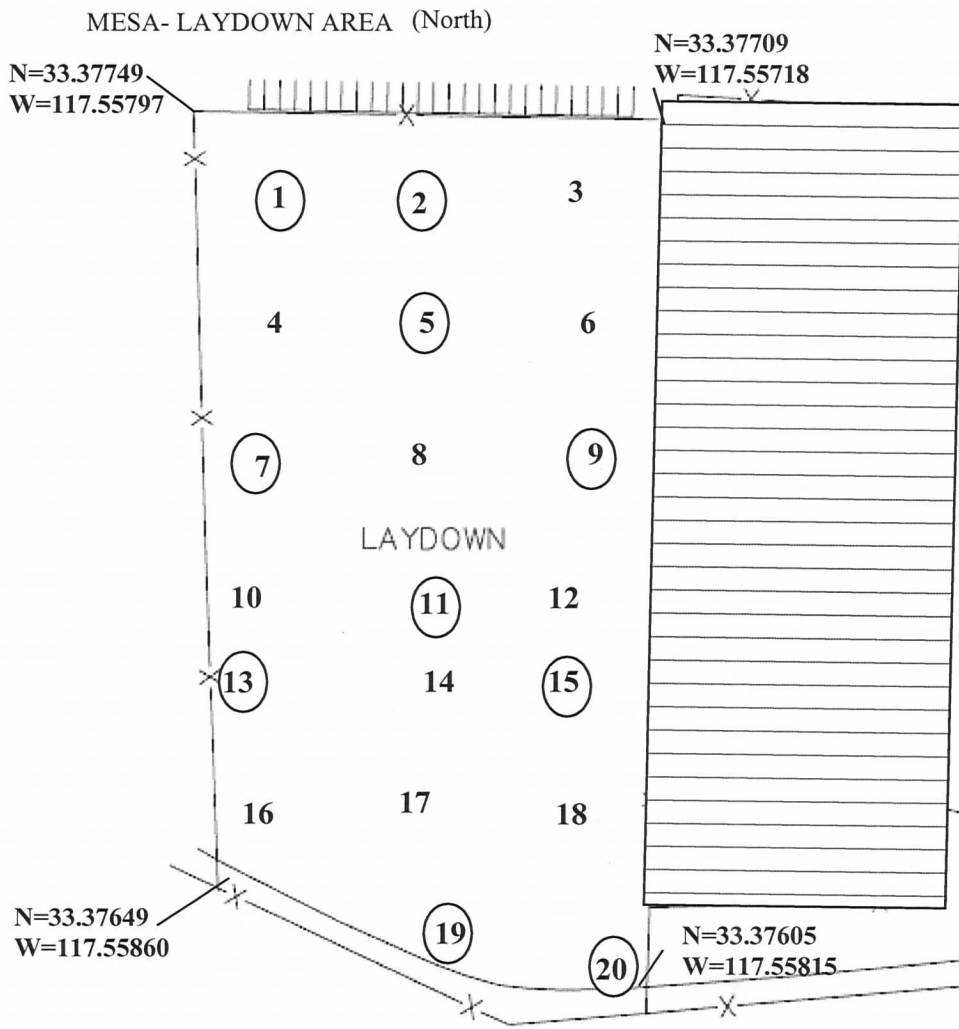 MESA- LAYDOWN AREA (North)
N=33.37749
W=117.55797
N=33.37709
W=117.55718
1 2 3
4 5 6
7 8 9
LAYDOWN
10 11 12
13 14 15
16 17 18
N=33.37649
W=117.55860
19
20
N=33.37605
W=117.55815